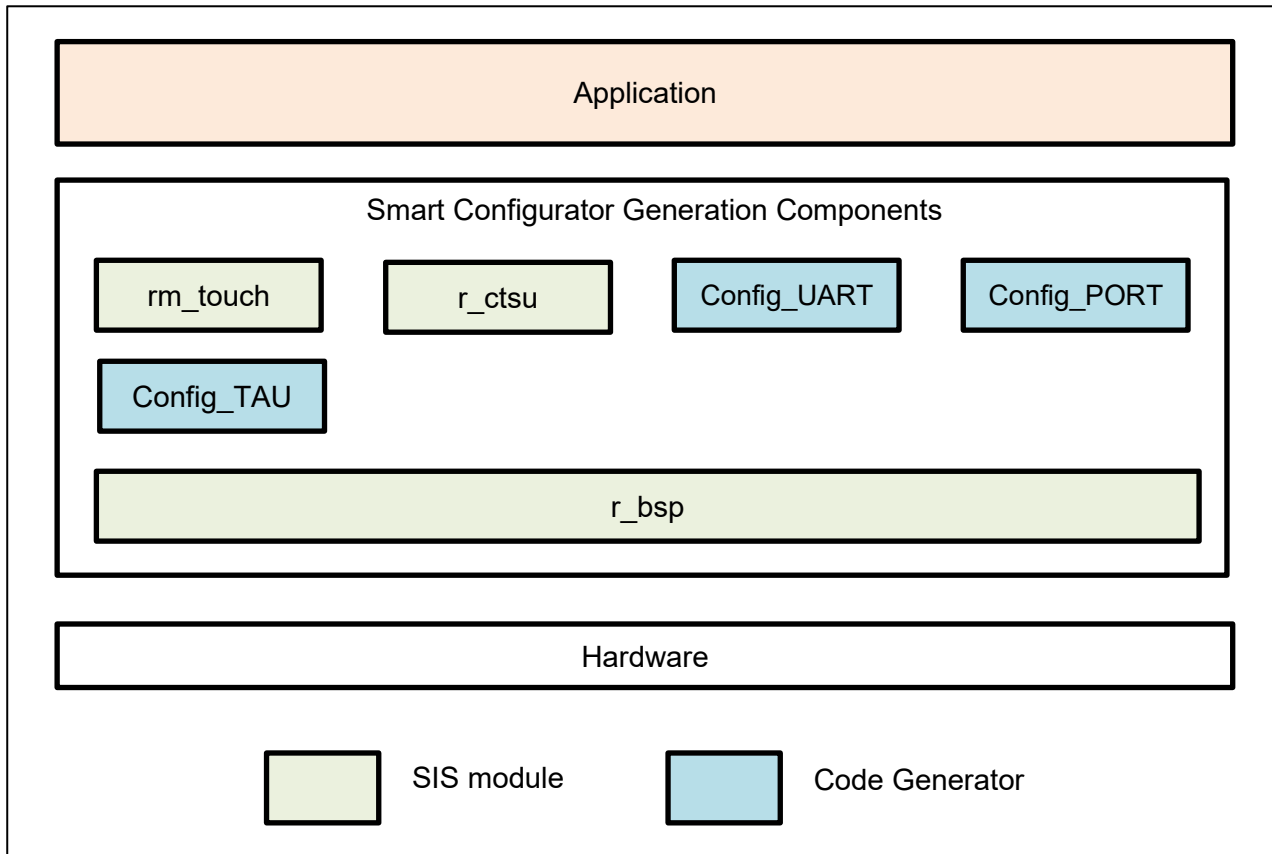 Application
Smart Configurator Generation Components
rm_touch
r_ctsu
Config_UART
Config_PORT
Config_TAU
r_bsp
Hardware
SIS module
Code Generator